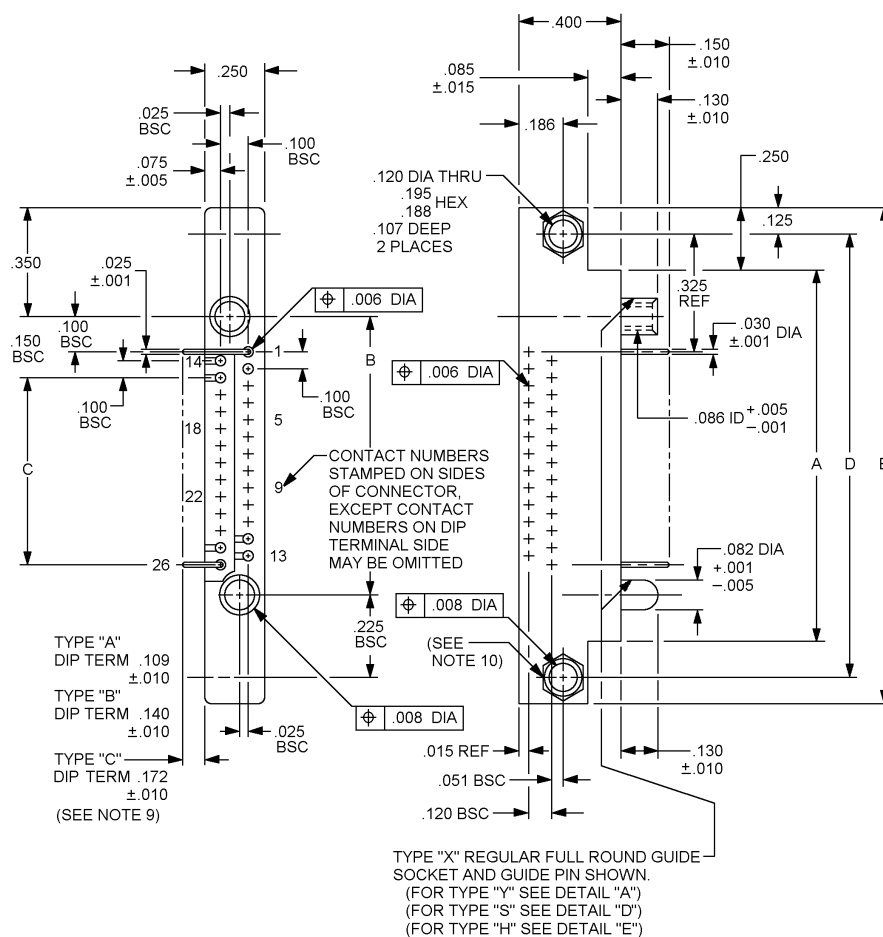 .400
.150
±.010
.250
.085
±.015
.130
±.010
.025
BSC
.186
.100
BSC
.075
±.005
.250
.120 DIA THRU
.195
.188
HEX
.107 DEEP
2 PLACES
.125
.350
.025
±.001
.325
REF
⌖ .006 DIA
.030
±.001
DIA
.100
BSC
.150
BSC
1
14
B
.100
BSC
⌖ .006 DIA
.100
BSC
.086 ID +.005
−.001
18
5
C
CONTACT NUMBERS
STAMPED ON SIDES
OF CONNECTOR,
EXCEPT CONTACT
NUMBERS ON DIP
TERMINAL SIDE
MAY BE OMITTED
A
D
E
22
9
13
26
.082 DIA
+.001
−.005
⌖ .008 DIA
.225
BSC
(SEE
NOTE 10)
TYPE "A"
DIP TERM .109
±.010
TYPE "B"
DIP TERM .140
±.010
⌖ .008 DIA
.025
BSC
TYPE "C"
DIP TERM .172
±.010
(SEE NOTE 9)
.015 REF
.130
±.010
.051 BSC
.120 BSC
TYPE "X" REGULAR FULL ROUND GUIDE
SOCKET AND GUIDE PIN SHOWN.
(FOR TYPE "Y" SEE DETAIL "A")
(FOR TYPE "S" SEE DETAIL "D")
(FOR TYPE "H" SEE DETAIL "E")